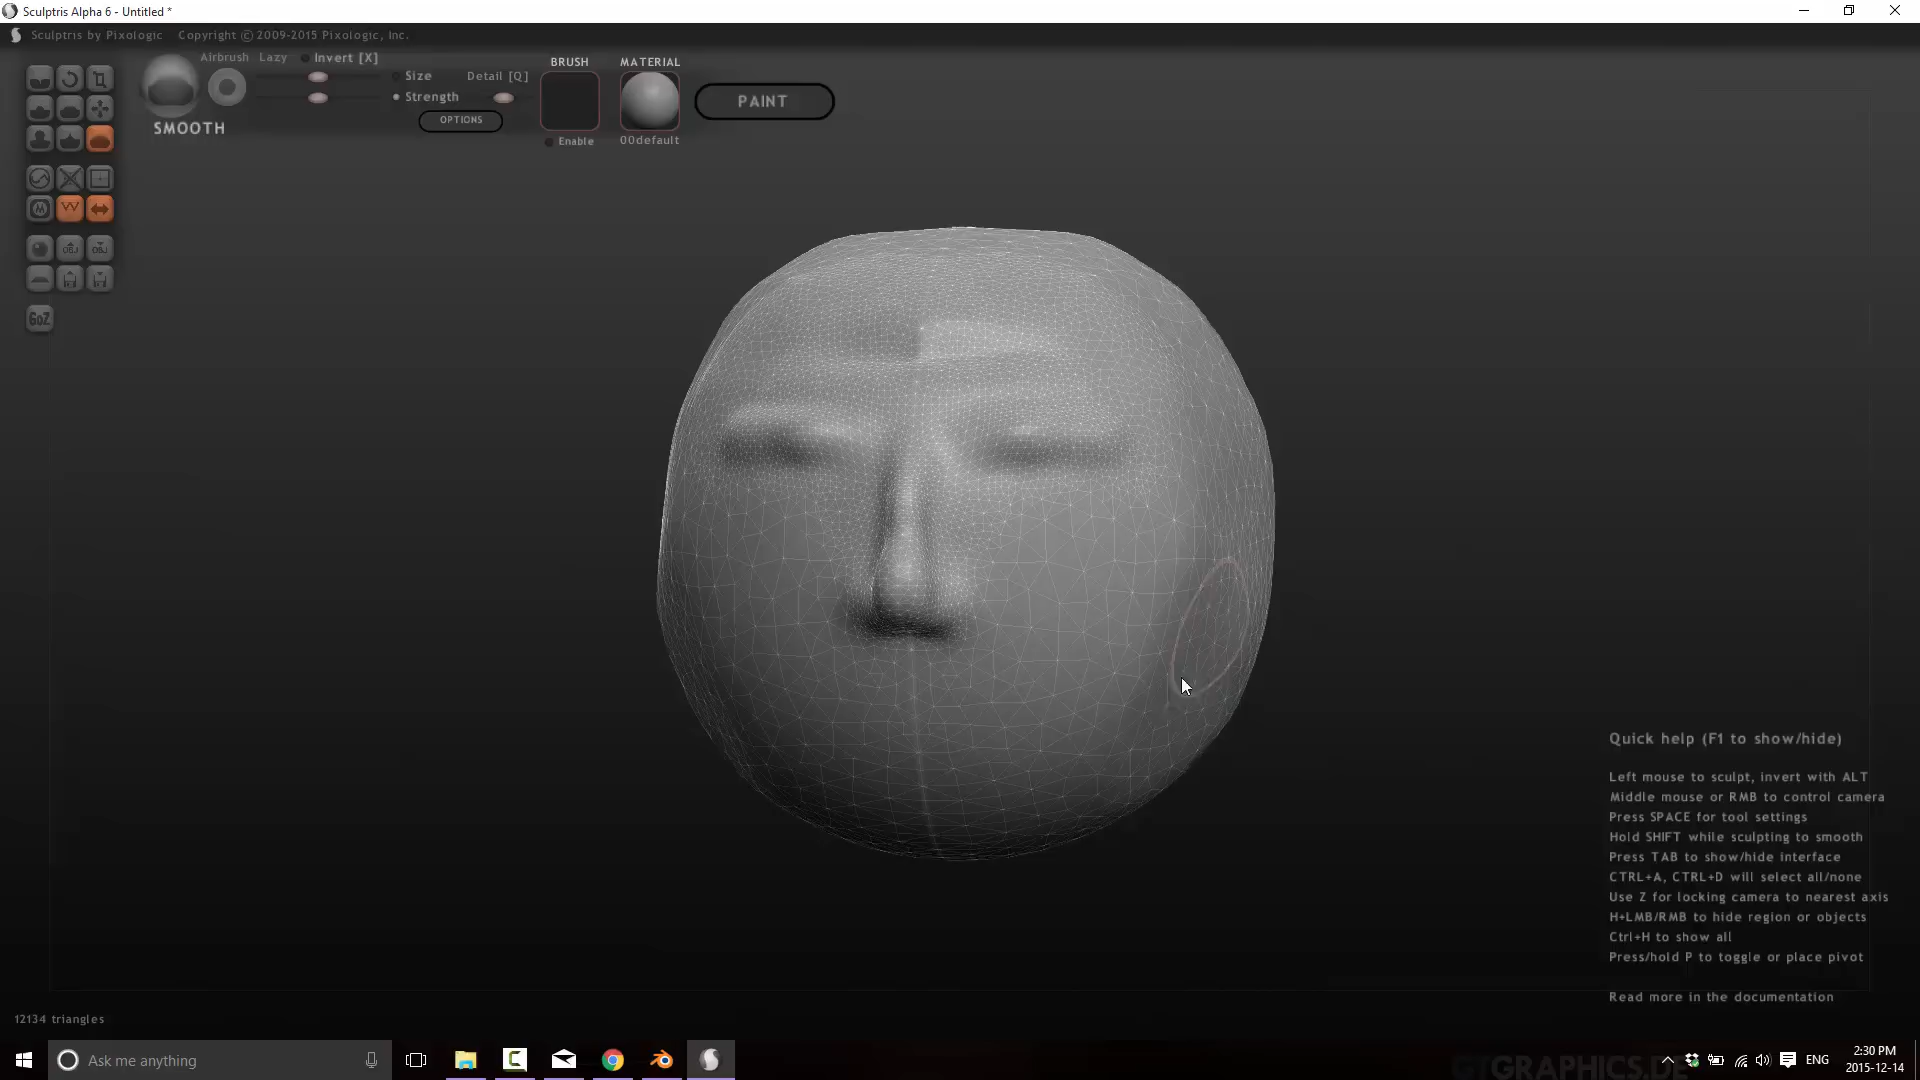 Sculptris Alpha 6 - Untitled *
Sculptris by Pixologic Copyright © 2009-2015 Pixologic, Inc.
Airbrush Lazy Invert [X]
Size Detail [Q]
Strength
OPTIONS
SMOOTH
BRUSH
Enable
MATERIAL
00default
PAINT
OBJ OBJ
GoZ
Quick help (F1 to show/hide)
Left mouse to sculpt, invert with ALT
Middle mouse or RMB to control camera
Press SPACE for tool settings
Hold SHIFT while sculpting to smooth
Press TAB to show/hide interface
CTRL+A, CTRL+D will select all/none
Use Z for locking camera to nearest axis
H+LMB/RMB to hide region or objects
Ctrl+H to show all
Press/hold P to toggle or place pivot
Read more in the documentation
12134 triangles
Ask me anything
GTGRAPHICS.DE
ENG
2:30 PM
2015-12-14